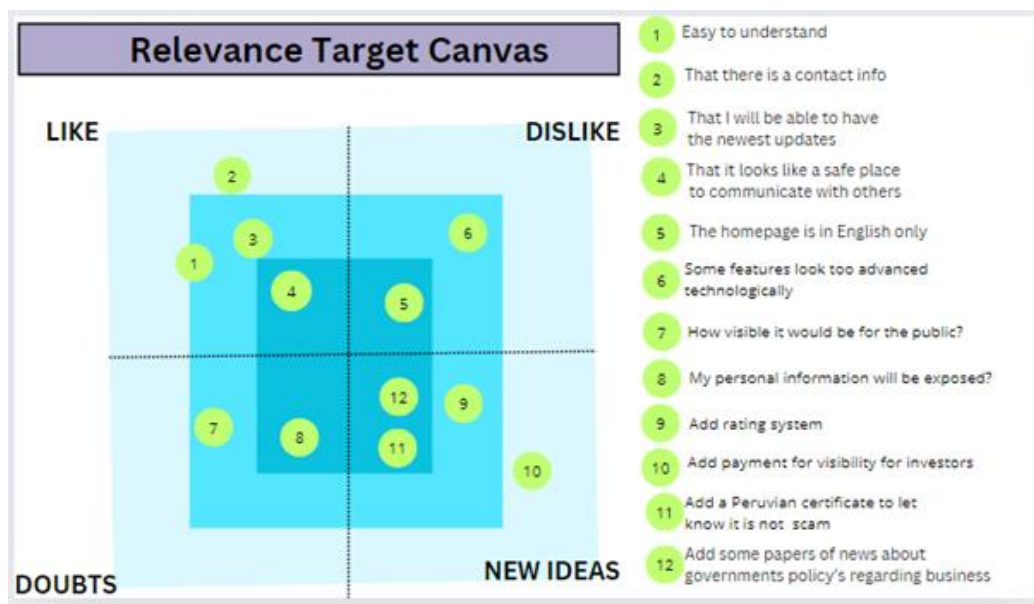 Relevance Target Canvas
LIKE
DISLIKE
2
3
6
1
4
5
12
9
7
8
11
10
DOUBTS
NEW IDEAS
1 Easy to understand
2 That there is a contact info
3 That I will be able to have
the newest updates
4 That it looks like a safe place
to communicate with others
5 The homepage is in English only
6 Some features look too advanced
technologically
7 How visible it would be for the public?
8 My personal information will be exposed?
9 Add rating system
10 Add payment for visibility for investors
11 Add a Peruvian certificate to let
know it is not scam
12 Add some papers of news about
governments policy's regarding business